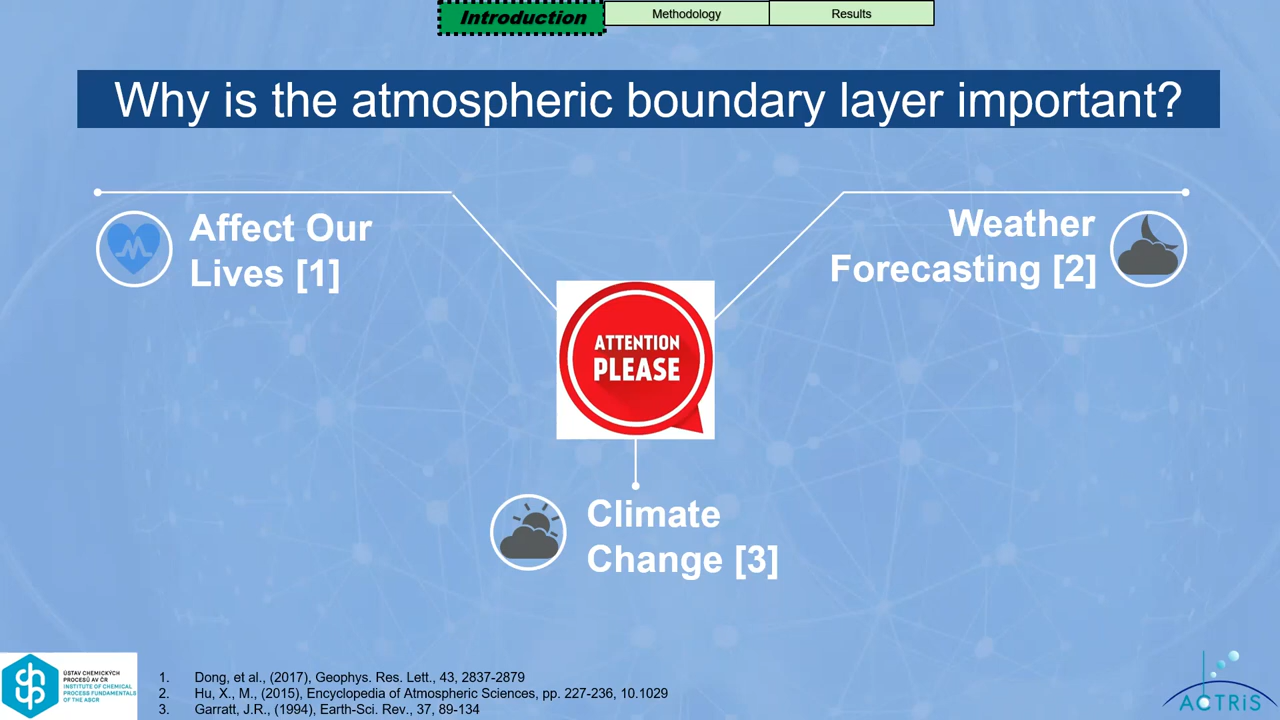 Introduction
Methodology
Results
Why is the atmospheric boundary layer important?
Affect Our
Lives [1]
Weather
Forecasting [2]
ATTENTION
PLEASE
Climate
Change [3]
ÚSTAV CHEMICKÝCH
PROCESŮ AV ČR
INSTITUTE OF CHEMICAL
PROCESS FUNDAMENTALS
OF THE ASCR
1. Dong, et al., (2017), Geophys. Res. Lett., 43, 2837-2879
2. Hu, X., M., (2015), Encyclopedia of Atmospheric Sciences, pp. 227-236, 10.1029
3. Garratt, J.R., (1994), Earth-Sci. Rev., 37, 89-134
ACTRiS